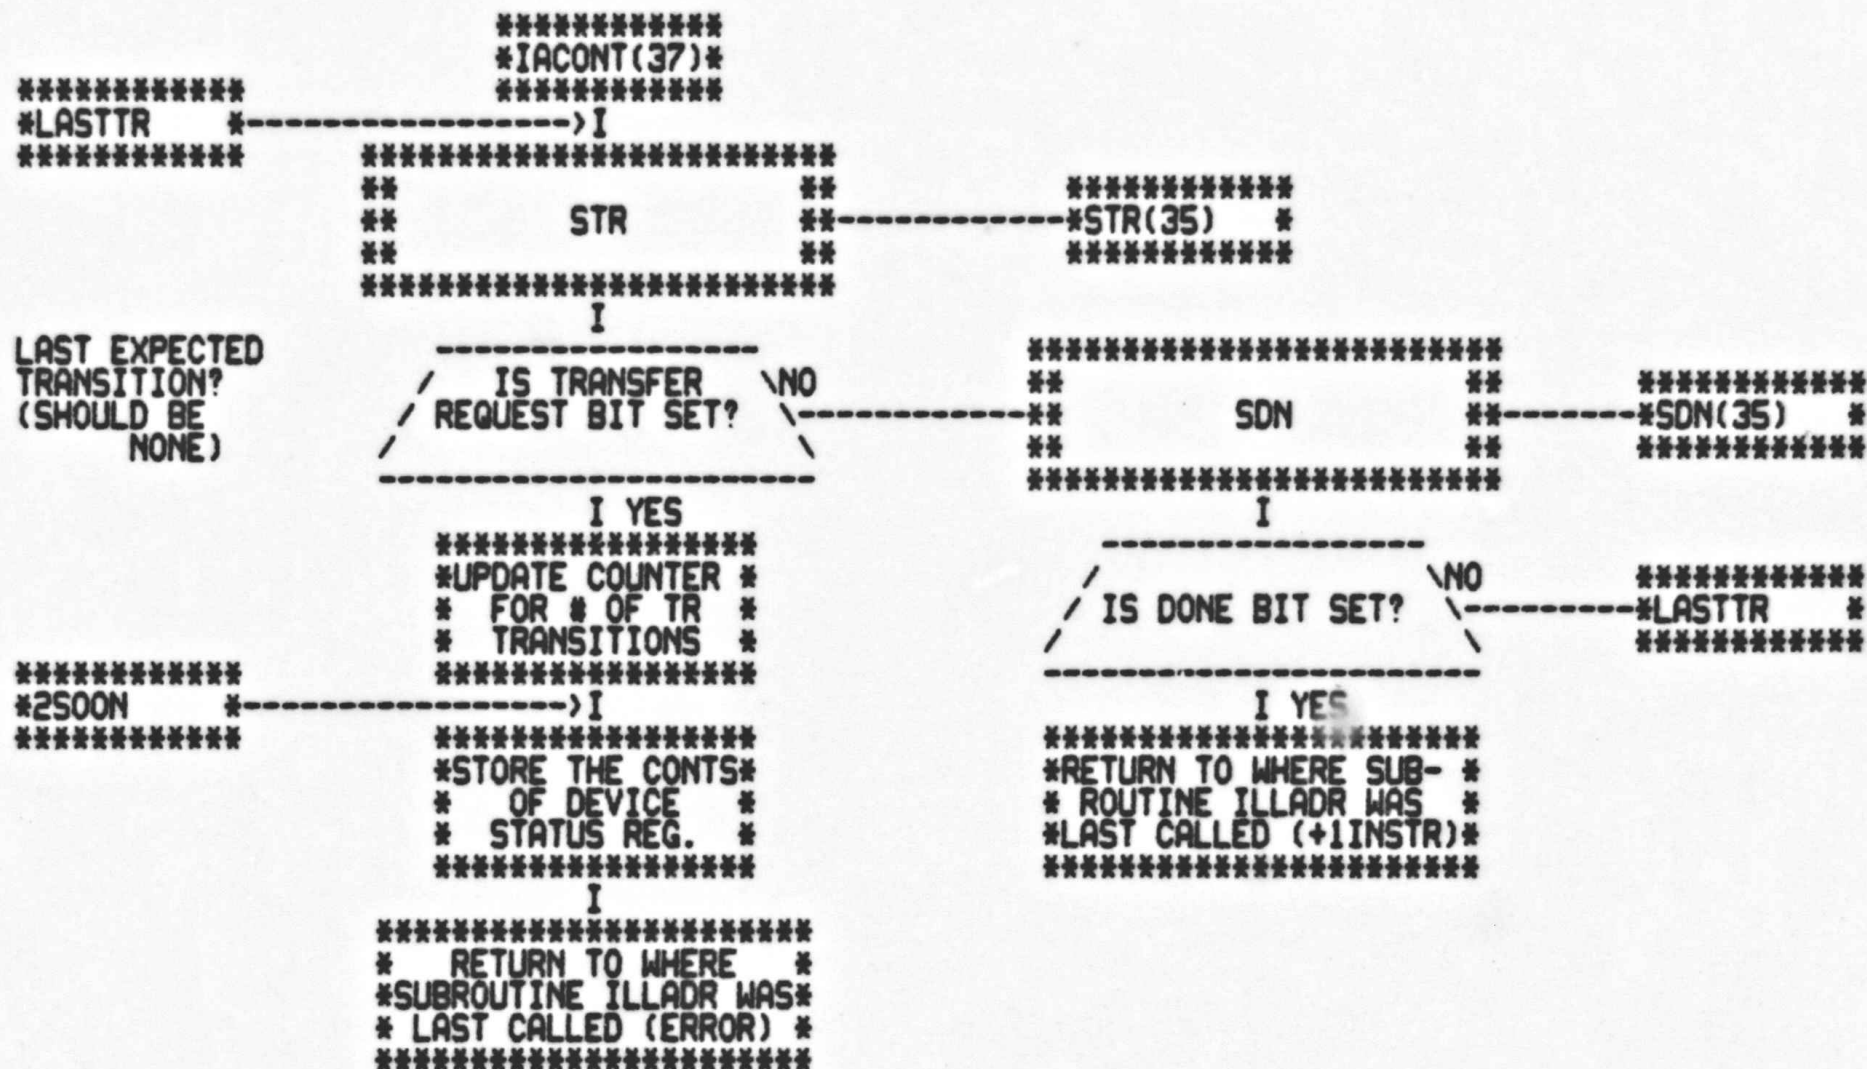 ************
*IACONT(37)*
************
************
*LASTTR    *------------------>I
************
*************************
**                     **
**         STR         **------------*STR(35)   *
**                     **
*************************
************
************
I
LAST EXPECTED
TRANSITION?
(SHOULD BE
NONE)
-----------------
/   IS TRANSFER   \NO
/ REQUEST BIT SET?  \-------------**         SDN         **-------*SDN(35)   *
/                     \
-----------------------
*************************
**                     **
**                     **
*************************
************
************
I YES
I
*****************
*UPDATE COUNTER *
*  FOR # OF TR  *
*  TRANSITIONS  *
*****************
-----------------
/                 \NO
/ IS DONE BIT SET?  \---------*LASTTR    *
/                     \
-----------------------
************
************
************
*2SOON     *------------------>I
************
I YES
*****************
*STORE THE CONTS*
*   OF DEVICE   *
*  STATUS REG.  *
*****************
***********************
*RETURN TO WHERE SUB- *
* ROUTINE ILLADR WAS  *
*LAST CALLED (+1INSTR)*
***********************
I
***********************
*   RETURN TO WHERE   *
*SUBROUTINE ILLADR WAS*
* LAST CALLED (ERROR) *
***********************